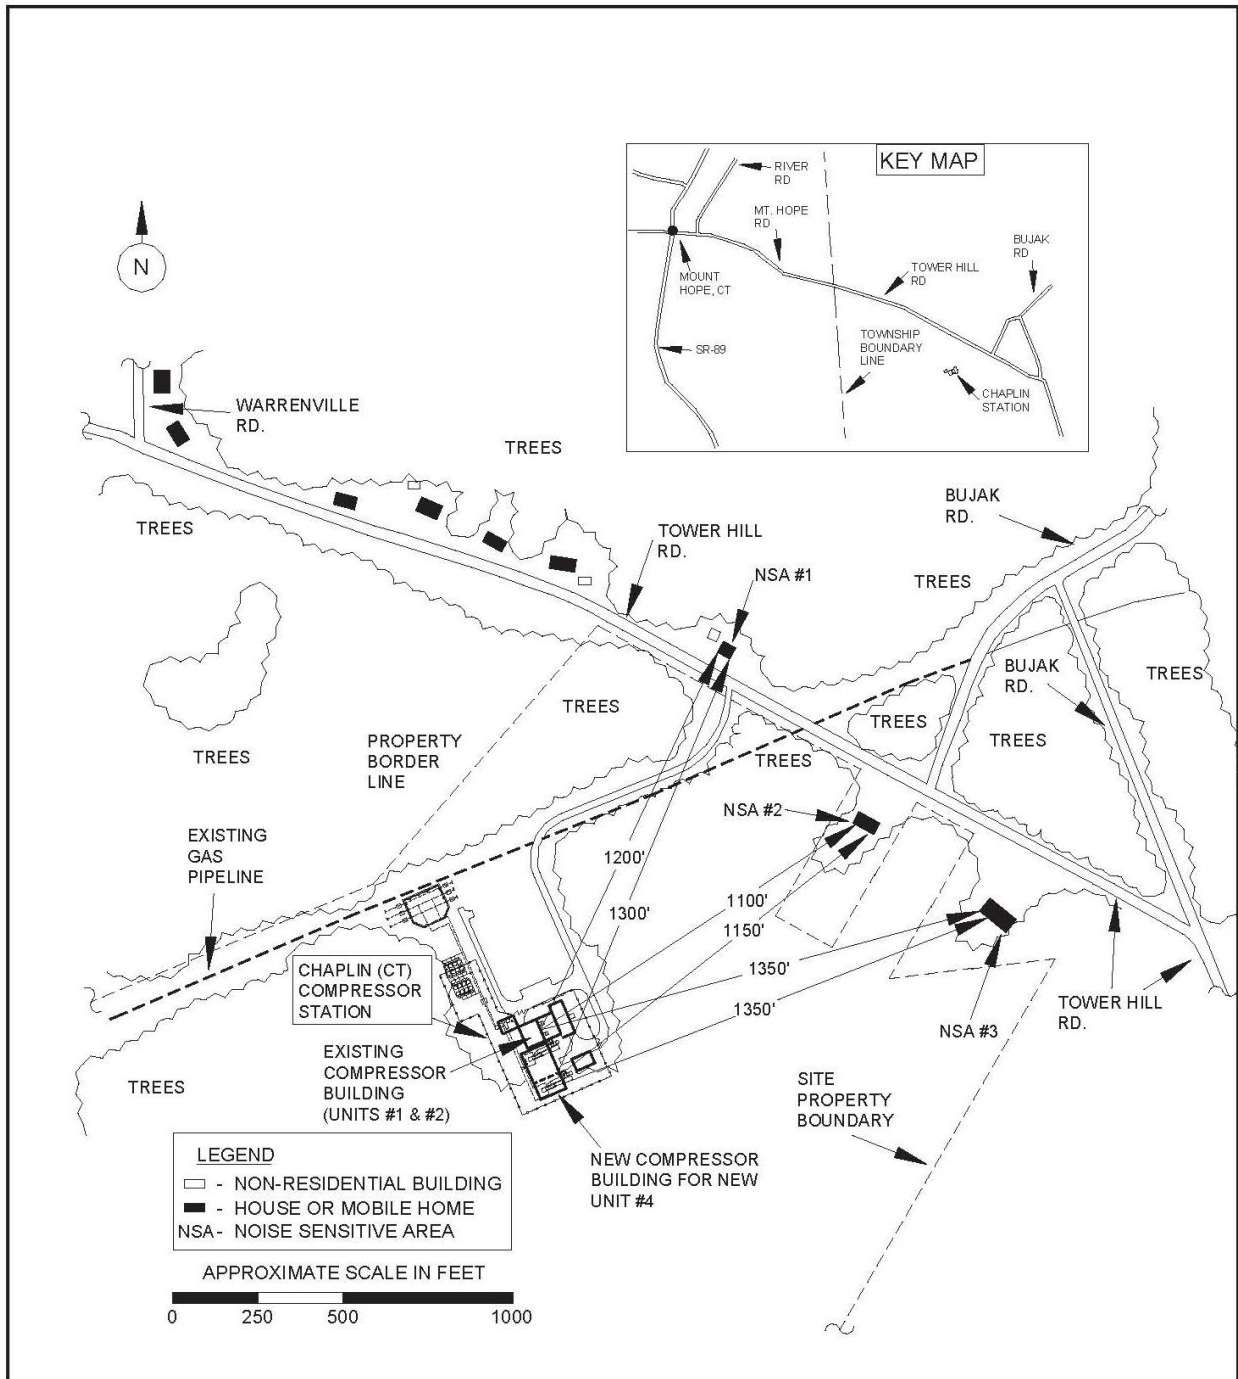 KEY MAP
RIVER
RD
MT. HOPE
RD
BUJAK
RD
MOUNT
HOPE, CT
TOWER HILL
RD
SR-89
TOWNSHIP
BOUNDARY
LINE
CHAPLIN
STATION
N
WARRENVILLE
RD.
TREES
TREES
BUJAK
RD.
TOWER HILL
RD.
NSA #1
TREES
BUJAK
RD.
TREES
TREES
TREES
TREES
PROPERTY
BORDER
LINE
TREES
TREES
NSA #2
EXISTING
GAS
PIPELINE
1200'
1100'
1300'
1150'
1350'
1350'
CHAPLIN (CT)
COMPRESSOR
STATION
NSA #3
TOWER HILL
RD.
EXISTING
COMPRESSOR
BUILDING
(UNITS #1 & #2)
TREES
SITE
PROPERTY
BOUNDARY
NEW COMPRESSOR
BUILDING FOR NEW
UNIT #4
LEGEND
- NON-RESIDENTIAL BUILDING
- HOUSE OR MOBILE HOME
NSA - NOISE SENSITIVE AREA
APPROXIMATE SCALE IN FEET
0 250 500 1000